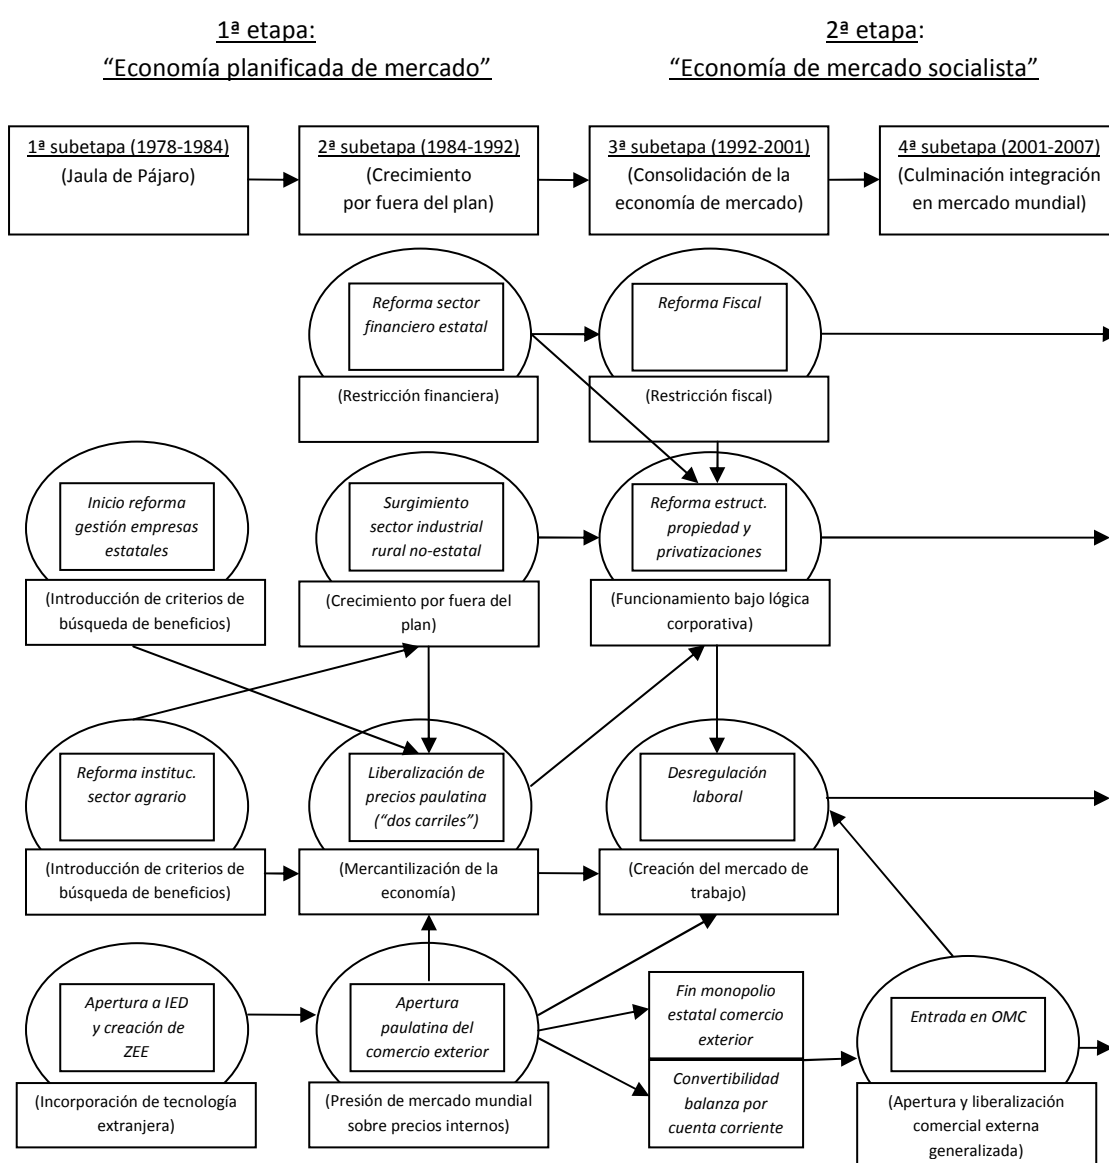 1ª etapa:
“Economía planificada de mercado”
2ª etapa:
“Economía de mercado socialista”
1ª subetapa (1978-1984)
(Jaula de Pájaro)
2ª subetapa (1984-1992)
(Crecimiento
por fuera del plan)
3ª subetapa (1992-2001)
(Consolidación de la
economía de mercado)
4ª subetapa (2001-2007)
(Culminación integración
en mercado mundial)
Reforma sector
financiero estatal
(Restricción financiera)
Reforma Fiscal
(Restricción fiscal)
Inicio reforma
gestión empresas
estatales
(Introducción de criterios de
búsqueda de beneficios)
Surgimiento
sector industrial
rural no-estatal
(Crecimiento por fuera del
plan)
Reforma estruct.
propiedad y
privatizaciones
(Funcionamiento bajo lógica
corporativa)
Reforma instituc.
sector agrario
(Introducción de criterios de
búsqueda de beneficios)
Liberalización de
precios paulatina
(“dos carriles”)
(Mercantilización de la
economía)
Desregulación
laboral
(Creación del mercado de
trabajo)
Apertura a IED
y creación de
ZEE
(Incorporación de tecnología
extranjera)
Apertura
paulatina del
comercio exterior
(Presión de mercado mundial
sobre precios internos)
Fin monopolio
estatal comercio
exterior
Convertibilidad
balanza por
cuenta corriente
Entrada en OMC
(Apertura y liberalización
comercial externa
generalizada)